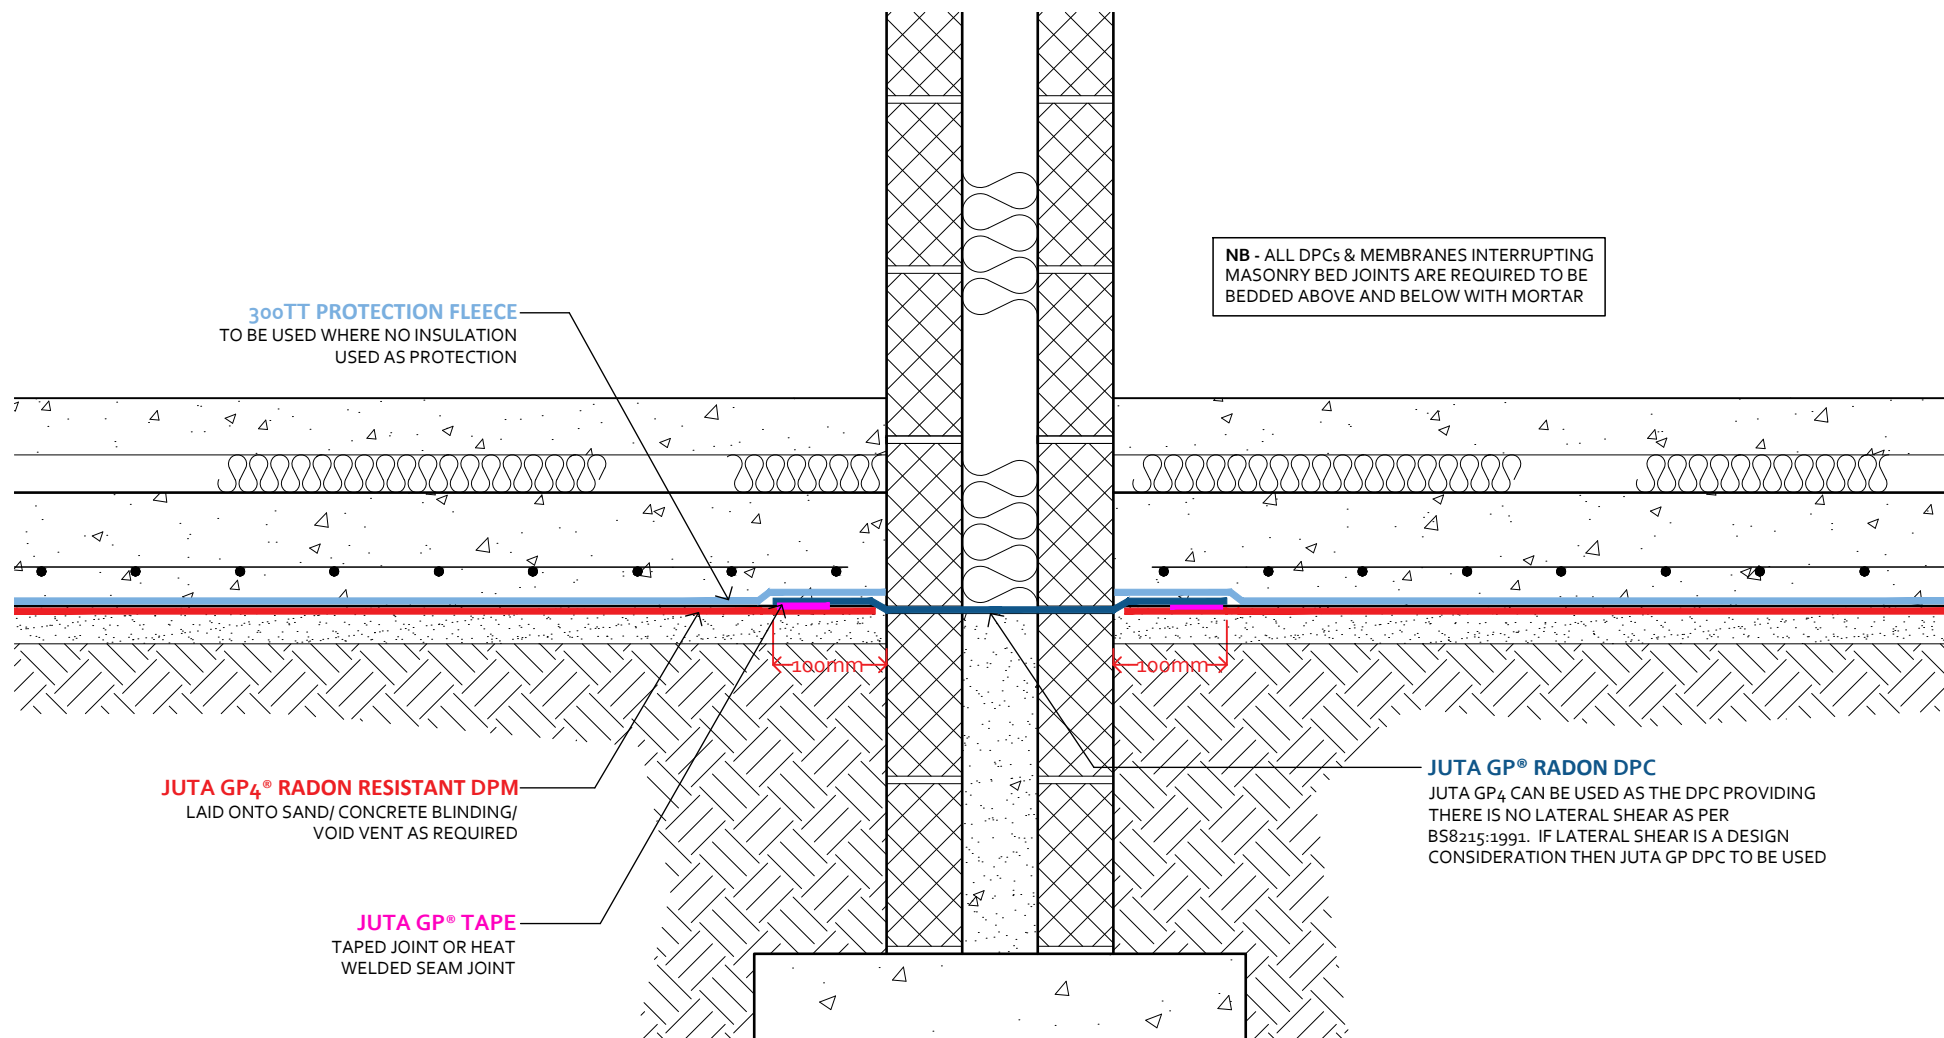 NB - ALL DPCs & MEMBRANES INTERRUPTING
MASONRY BED JOINTS ARE REQUIRED TO BE
BEDDED ABOVE AND BELOW WITH MORTAR
300TT PROTECTION FLEECE
TO BE USED WHERE NO INSULATION
USED AS PROTECTION
100mm
100mm
JUTA GP4® RADON RESISTANT DPM
LAID ONTO SAND/ CONCRETE BLINDING/
VOID VENT AS REQUIRED
JUTA GP® RADON DPC
JUTA GP4 CAN BE USED AS THE DPC PROVIDING
THERE IS NO LATERAL SHEAR AS PER
BS8215:1991. IF LATERAL SHEAR IS A DESIGN
CONSIDERATION THEN JUTA GP DPC TO BE USED
JUTA GP® TAPE
TAPED JOINT OR HEAT
WELDED SEAM JOINT